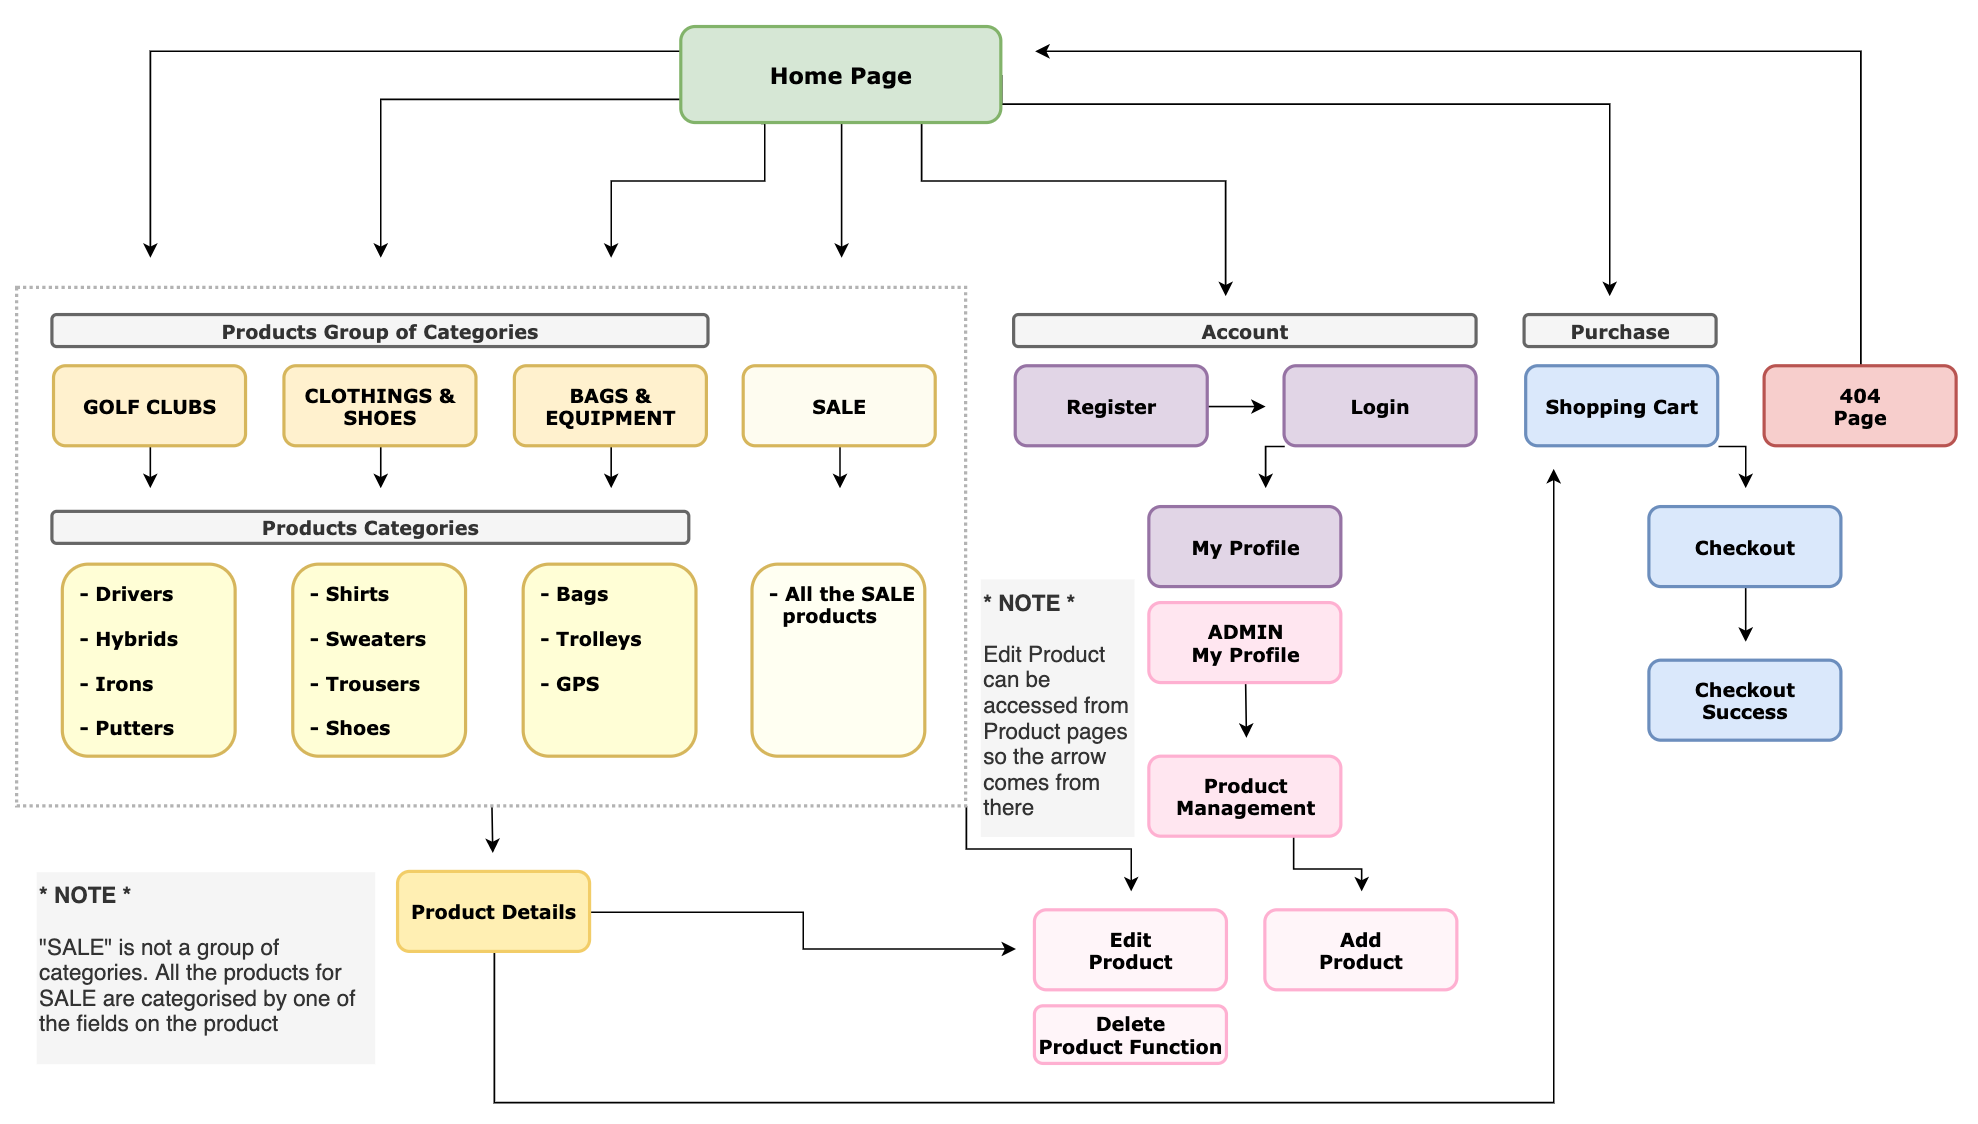 Home Page
Products Group of Categories
Account
Purchase
GOLF CLUBS
CLOTHINGS &
SHOES
BAGS &
EQUIPMENT
SALE
Register
Login
Shopping Cart
404
Page
Products Categories
- Drivers
- Hybrids
- Irons
- Putters
- Shirts
- Sweaters
- Trousers
- Shoes
- Bags
- Trolleys
- GPS
- All the SALE
products
My Profile
Checkout
* NOTE *
Edit Product
can be
accessed from
Product pages
so the arrow
comes from
there
ADMIN
My Profile
Checkout
Success
Product
Management
* NOTE *
"SALE" is not a group of
categories. All the products for
SALE are categorised by one of
the fields on the product
Product Details
Edit
Product
Add
Product
Delete
Product Function